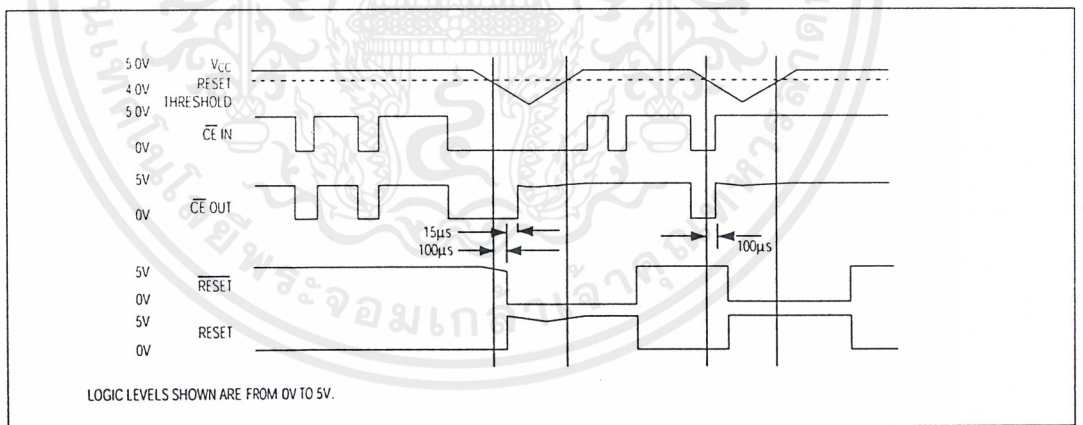 5.0V VCC
4.0V RESET THRESHOLD
5.0V
CE IN
0V
5V
CE OUT
0V
15µs
100µs
100µs
5V
RESET
0V
5V
RESET
0V
LOGIC LEVELS SHOWN ARE FROM 0V TO 5V.